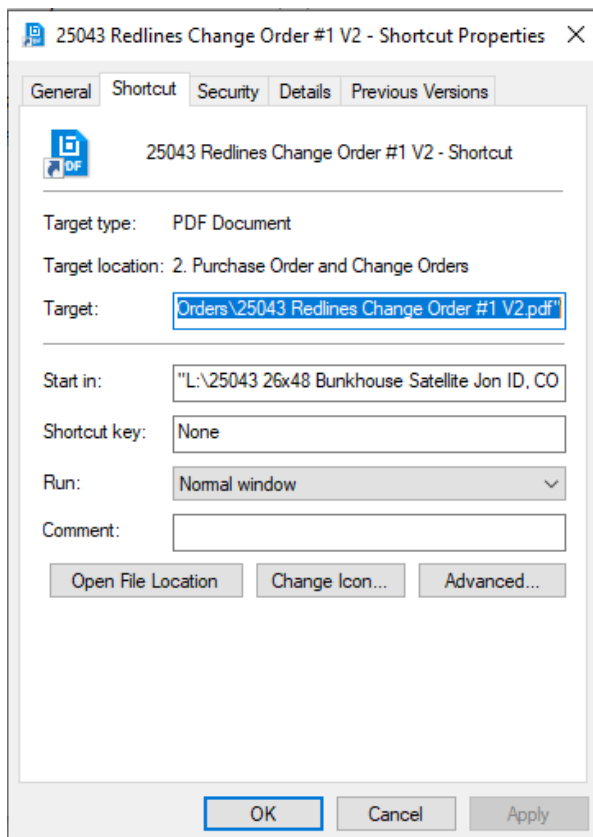 25043 Redlines Change Order #1 V2 - Shortcut Properties
General Shortcut Security Details Previous Versions
25043 Redlines Change Order #1 V2 - Shortcut
Target type: PDF Document
Target location: 2. Purchase Order and Change Orders
Target: Orders\25043 Redlines Change Order #1 V2.pdf"
Start in: "L:\25043 26x48 Bunkhouse Satellite Jon ID, CO
Shortcut key: None
Run: Normal window
Comment:
Open File Location Change Icon... Advanced...
OK Cancel Apply